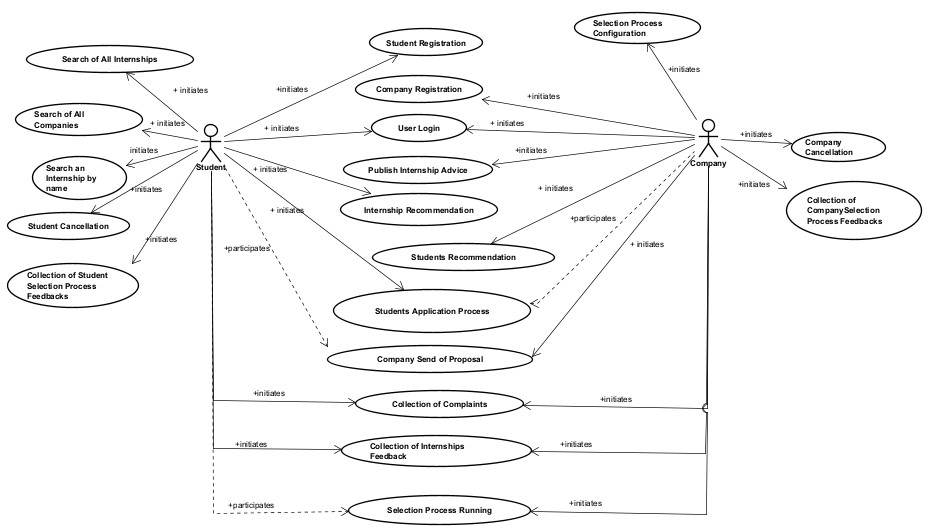 Selection Process
Configuration
Student Registration
Search of All Internships
+initiates
+ initiates
+initiates
Company Registration
+initiates
Search of All
Companies
+ initiates
+ initiates
User Login
+ initiates
+initiates
Student
Company
Company
Cancellation
initiates
+initiates
Search an
Internship by
name
+ initiates
Publish Internship Advice
+initiates
+ initiates
+initiates
Internship Recommendation
+ initiates
+participates
Collection of
CompanySelection
Process Feedbacks
Student Cancellation
+initiates
+participates
+ initiates
Students Recommendation
Collection of Student
Selection Process
Feedbacks
Students Application Process
Company Send of Proposal
+initiates
Collection of Complaints
+initiates
+initiates
Collection of Internships
Feedback
+initiates
+participates
Selection Process Running
+initiates